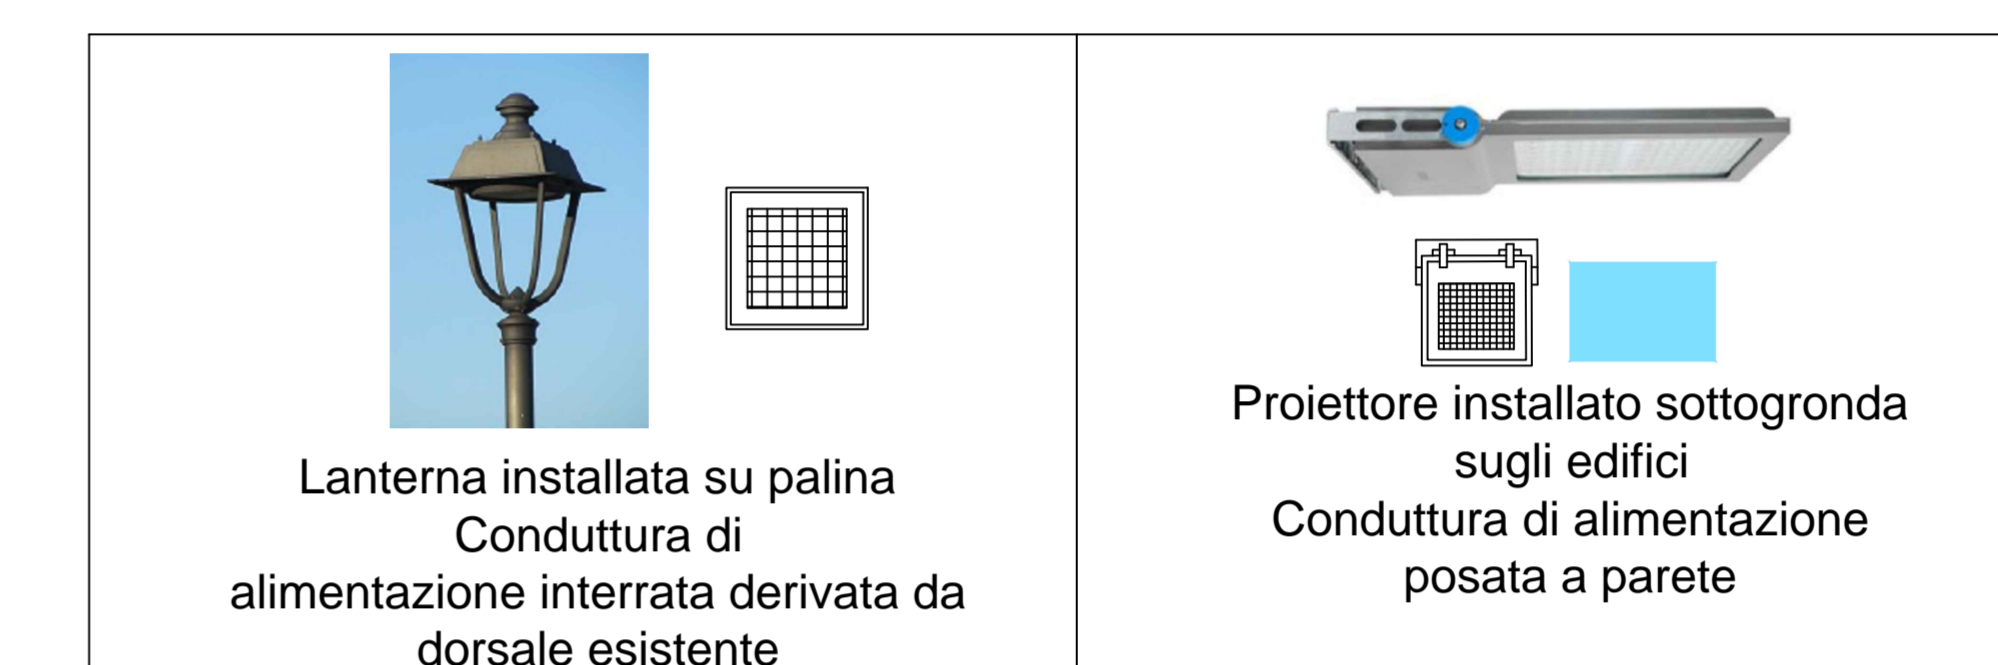 Lanterna installata su palina
Conduttura di
alimentazione interrata derivata da
dorsale esistente
Proiettore installato sottogronda
sugli edifici
Conduttura di alimentazione
posata a parete